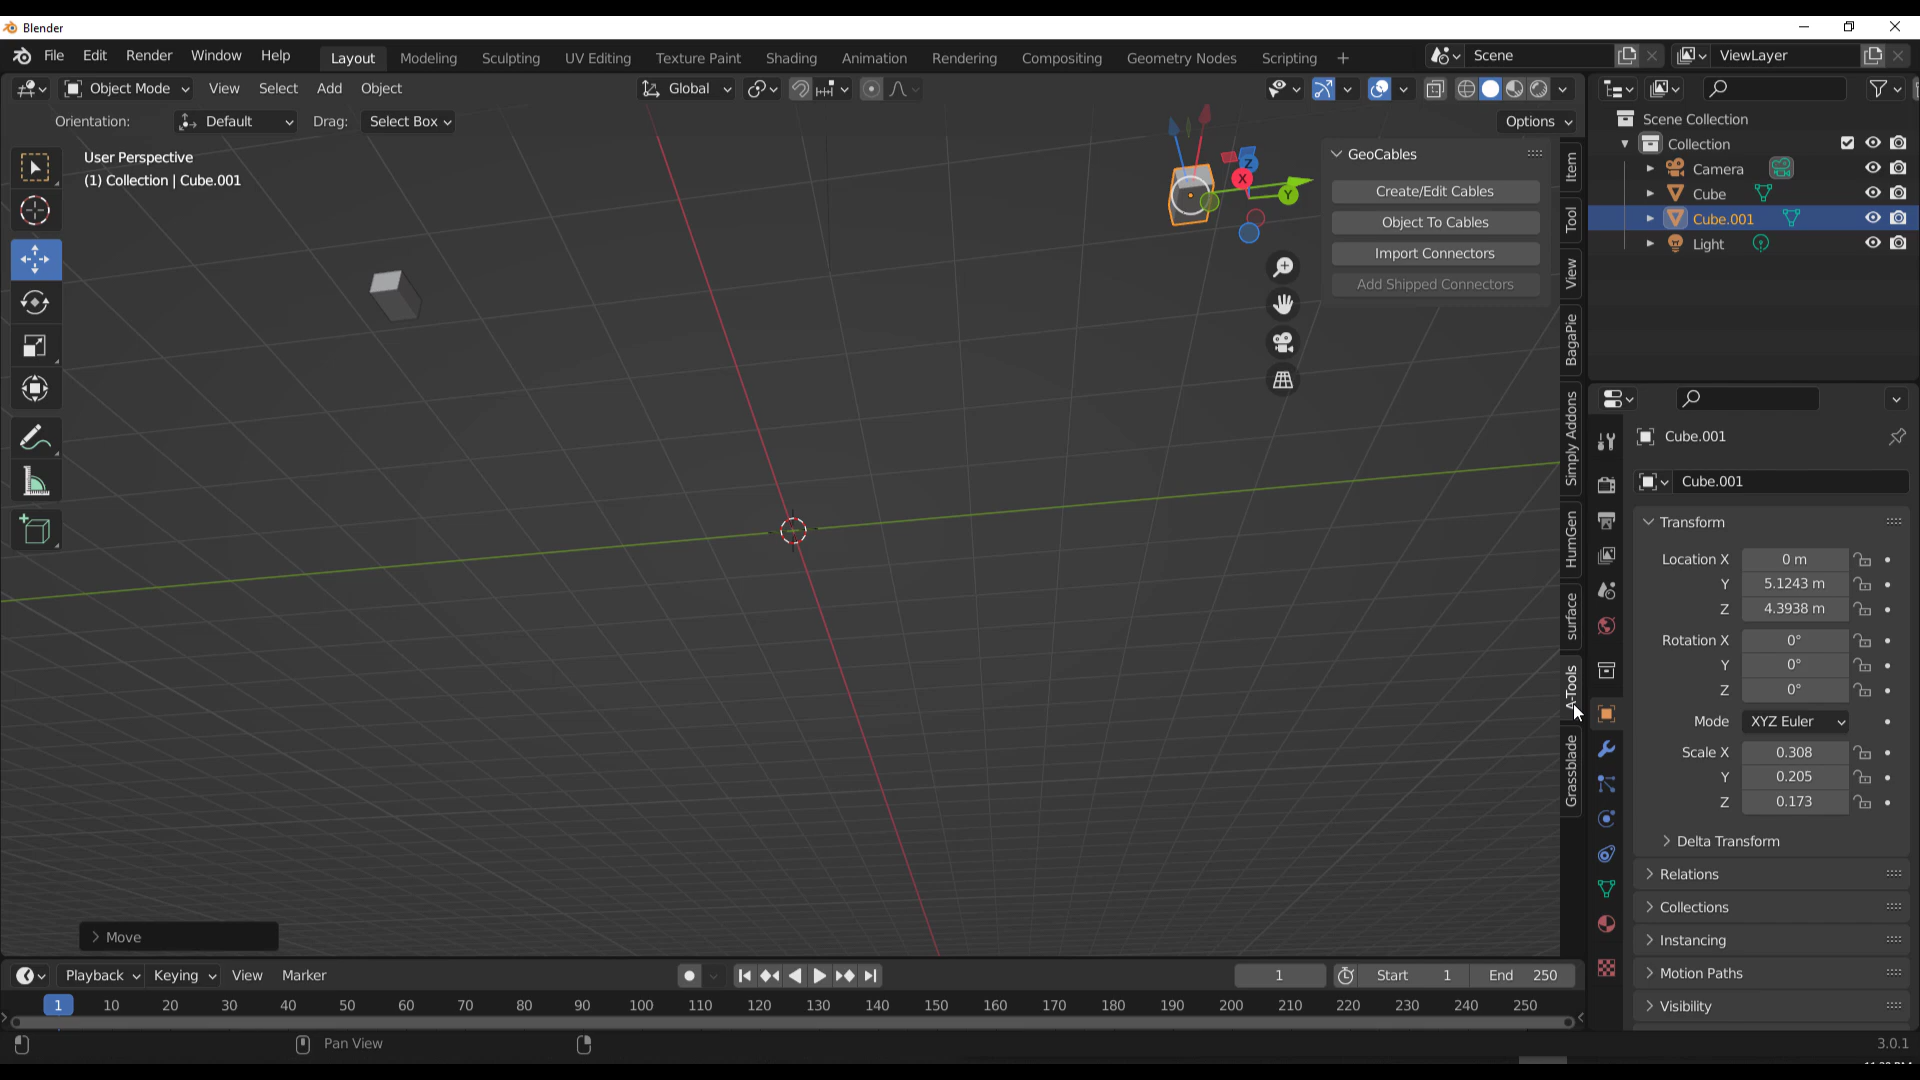 Blender
File Edit Render Window Help Layout Modeling Sculpting UV Editing Texture Paint Shading Animation Rendering Compositing Geometry Nodes Scripting + Scene ViewLayer
Object Mode View Select Add Object Global
Orientation: Default Drag: Select Box Options
User Perspective
(1) Collection | Cube.001
Z
X
Y
GeoCables
Create/Edit Cables
Object To Cables
Import Connectors
Add Shipped Connectors
Item
Tool
View
BagaPie
Simply Addons
HumGen
surface
A-Tools
Grassblade
Scene Collection
Collection
Camera
Cube
Cube.001
Light
Cube.001
Cube.001
Transform
Location X 0 m
Y 5.1243 m
Z 4.3938 m
Rotation X 0°
Y 0°
Z 0°
Mode XYZ Euler
Scale X 0.308
Y 0.205
Z 0.173
Delta Transform
Relations
Collections
Instancing
Motion Paths
Visibility
Move
Playback Keying View Marker 1 Start 1 End 250
1 10 20 30 40 50 60 70 80 90 100 110 120 130 140 150 160 170 180 190 200 210 220 230 240 250
Pan View 3.0.1